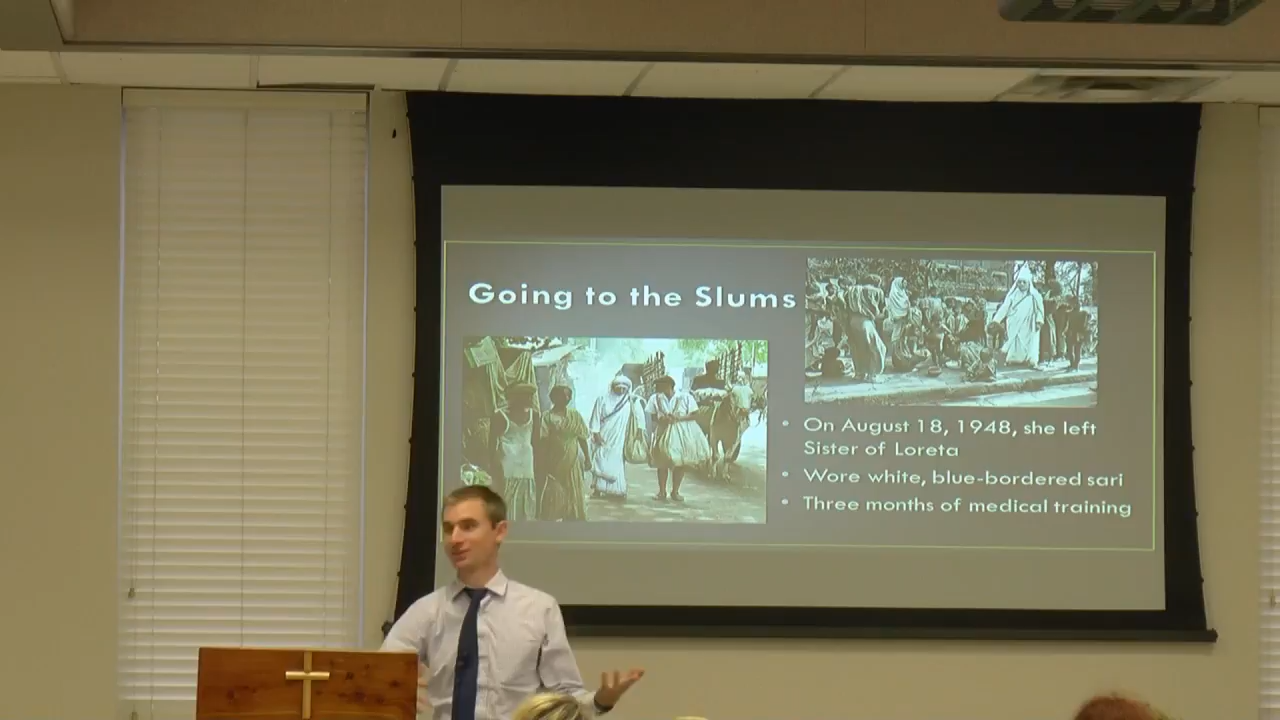 Going to the Slums
• On August 18, 1948, she left
Sister of Loreta
• Wore white, blue-bordered sari
• Three months of medical training